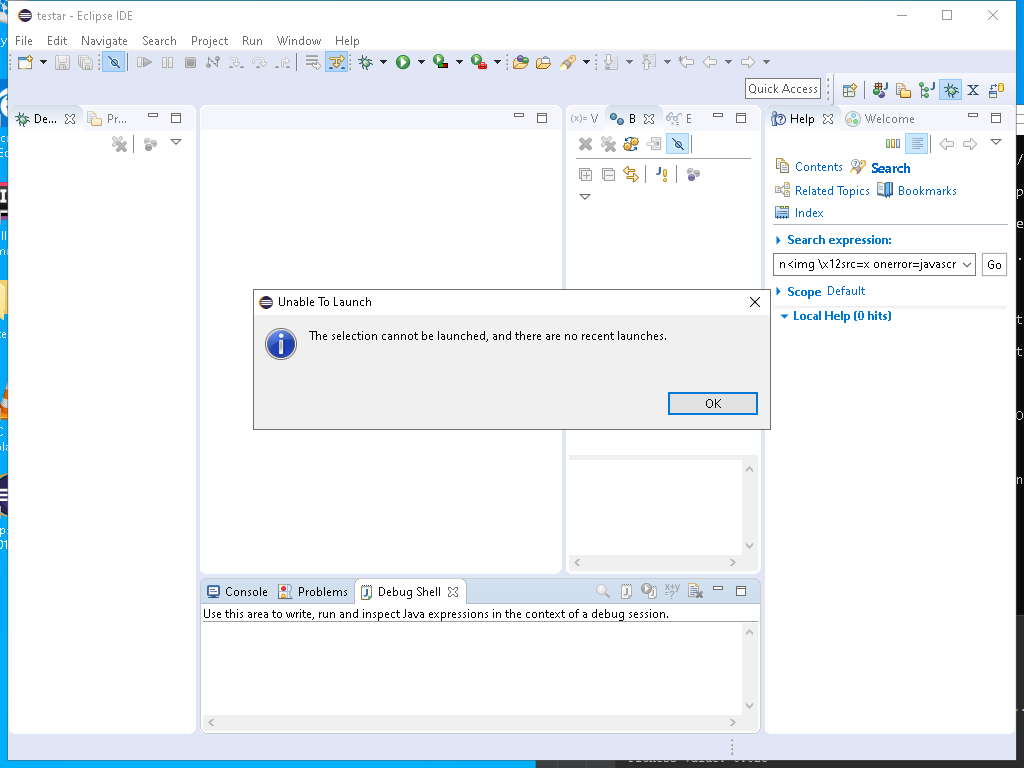 testar - Eclipse IDE
File Edit Navigate Search Project Run Window Help
Quick Access
De...
Pr...
(x)= V
B
E
Help
Welcome
Contents
Search
Related Topics
Bookmarks
Index
Search expression:
n<img \x12src=x onerror=javascr
Go
Scope Default
Local Help (0 hits)
Unable To Launch
The selection cannot be launched, and there are no recent launches.
OK
Console
Problems
Debug Shell
Use this area to write, run and inspect Java expressions in the context of a debug session.